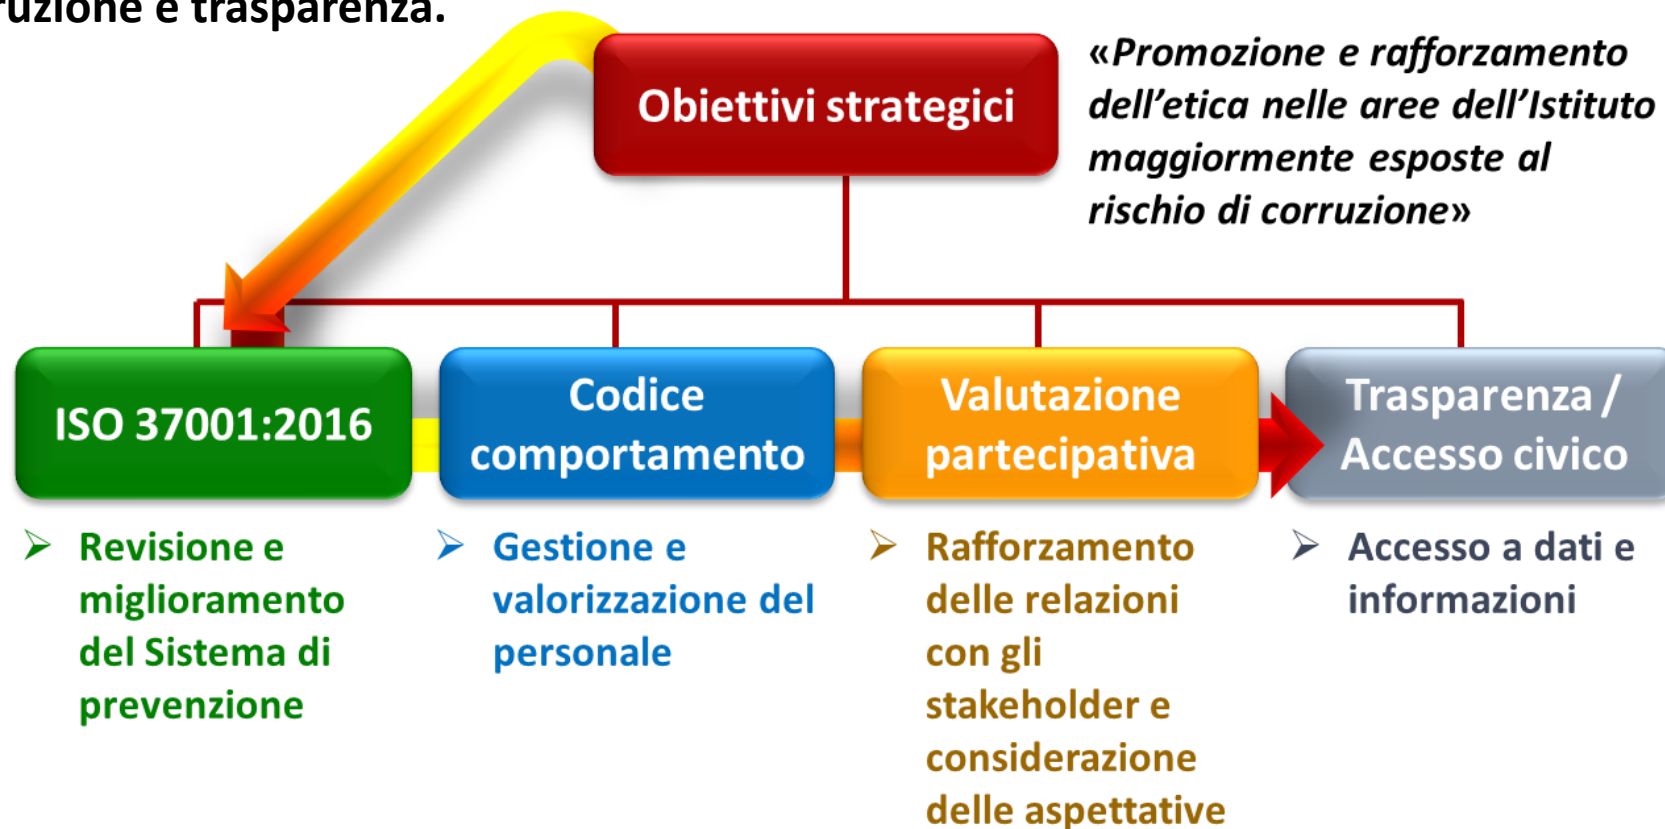 ruzione e trasparenza.
Obiettivi strategici
«Promozione e rafforzamento
dell’etica nelle aree dell’Istituto
maggiormente esposte al
rischio di corruzione»
ISO 37001:2016
Codice
comportamento
Valutazione
partecipativa
Trasparenza /
Accesso civico
➢ Revisione e
miglioramento
del Sistema di
prevenzione
➢ Gestione e
valorizzazione del
personale
➢ Rafforzamento
delle relazioni
con gli
stakeholder e
considerazione
delle aspettative
➢ Accesso a dati e
informazioni